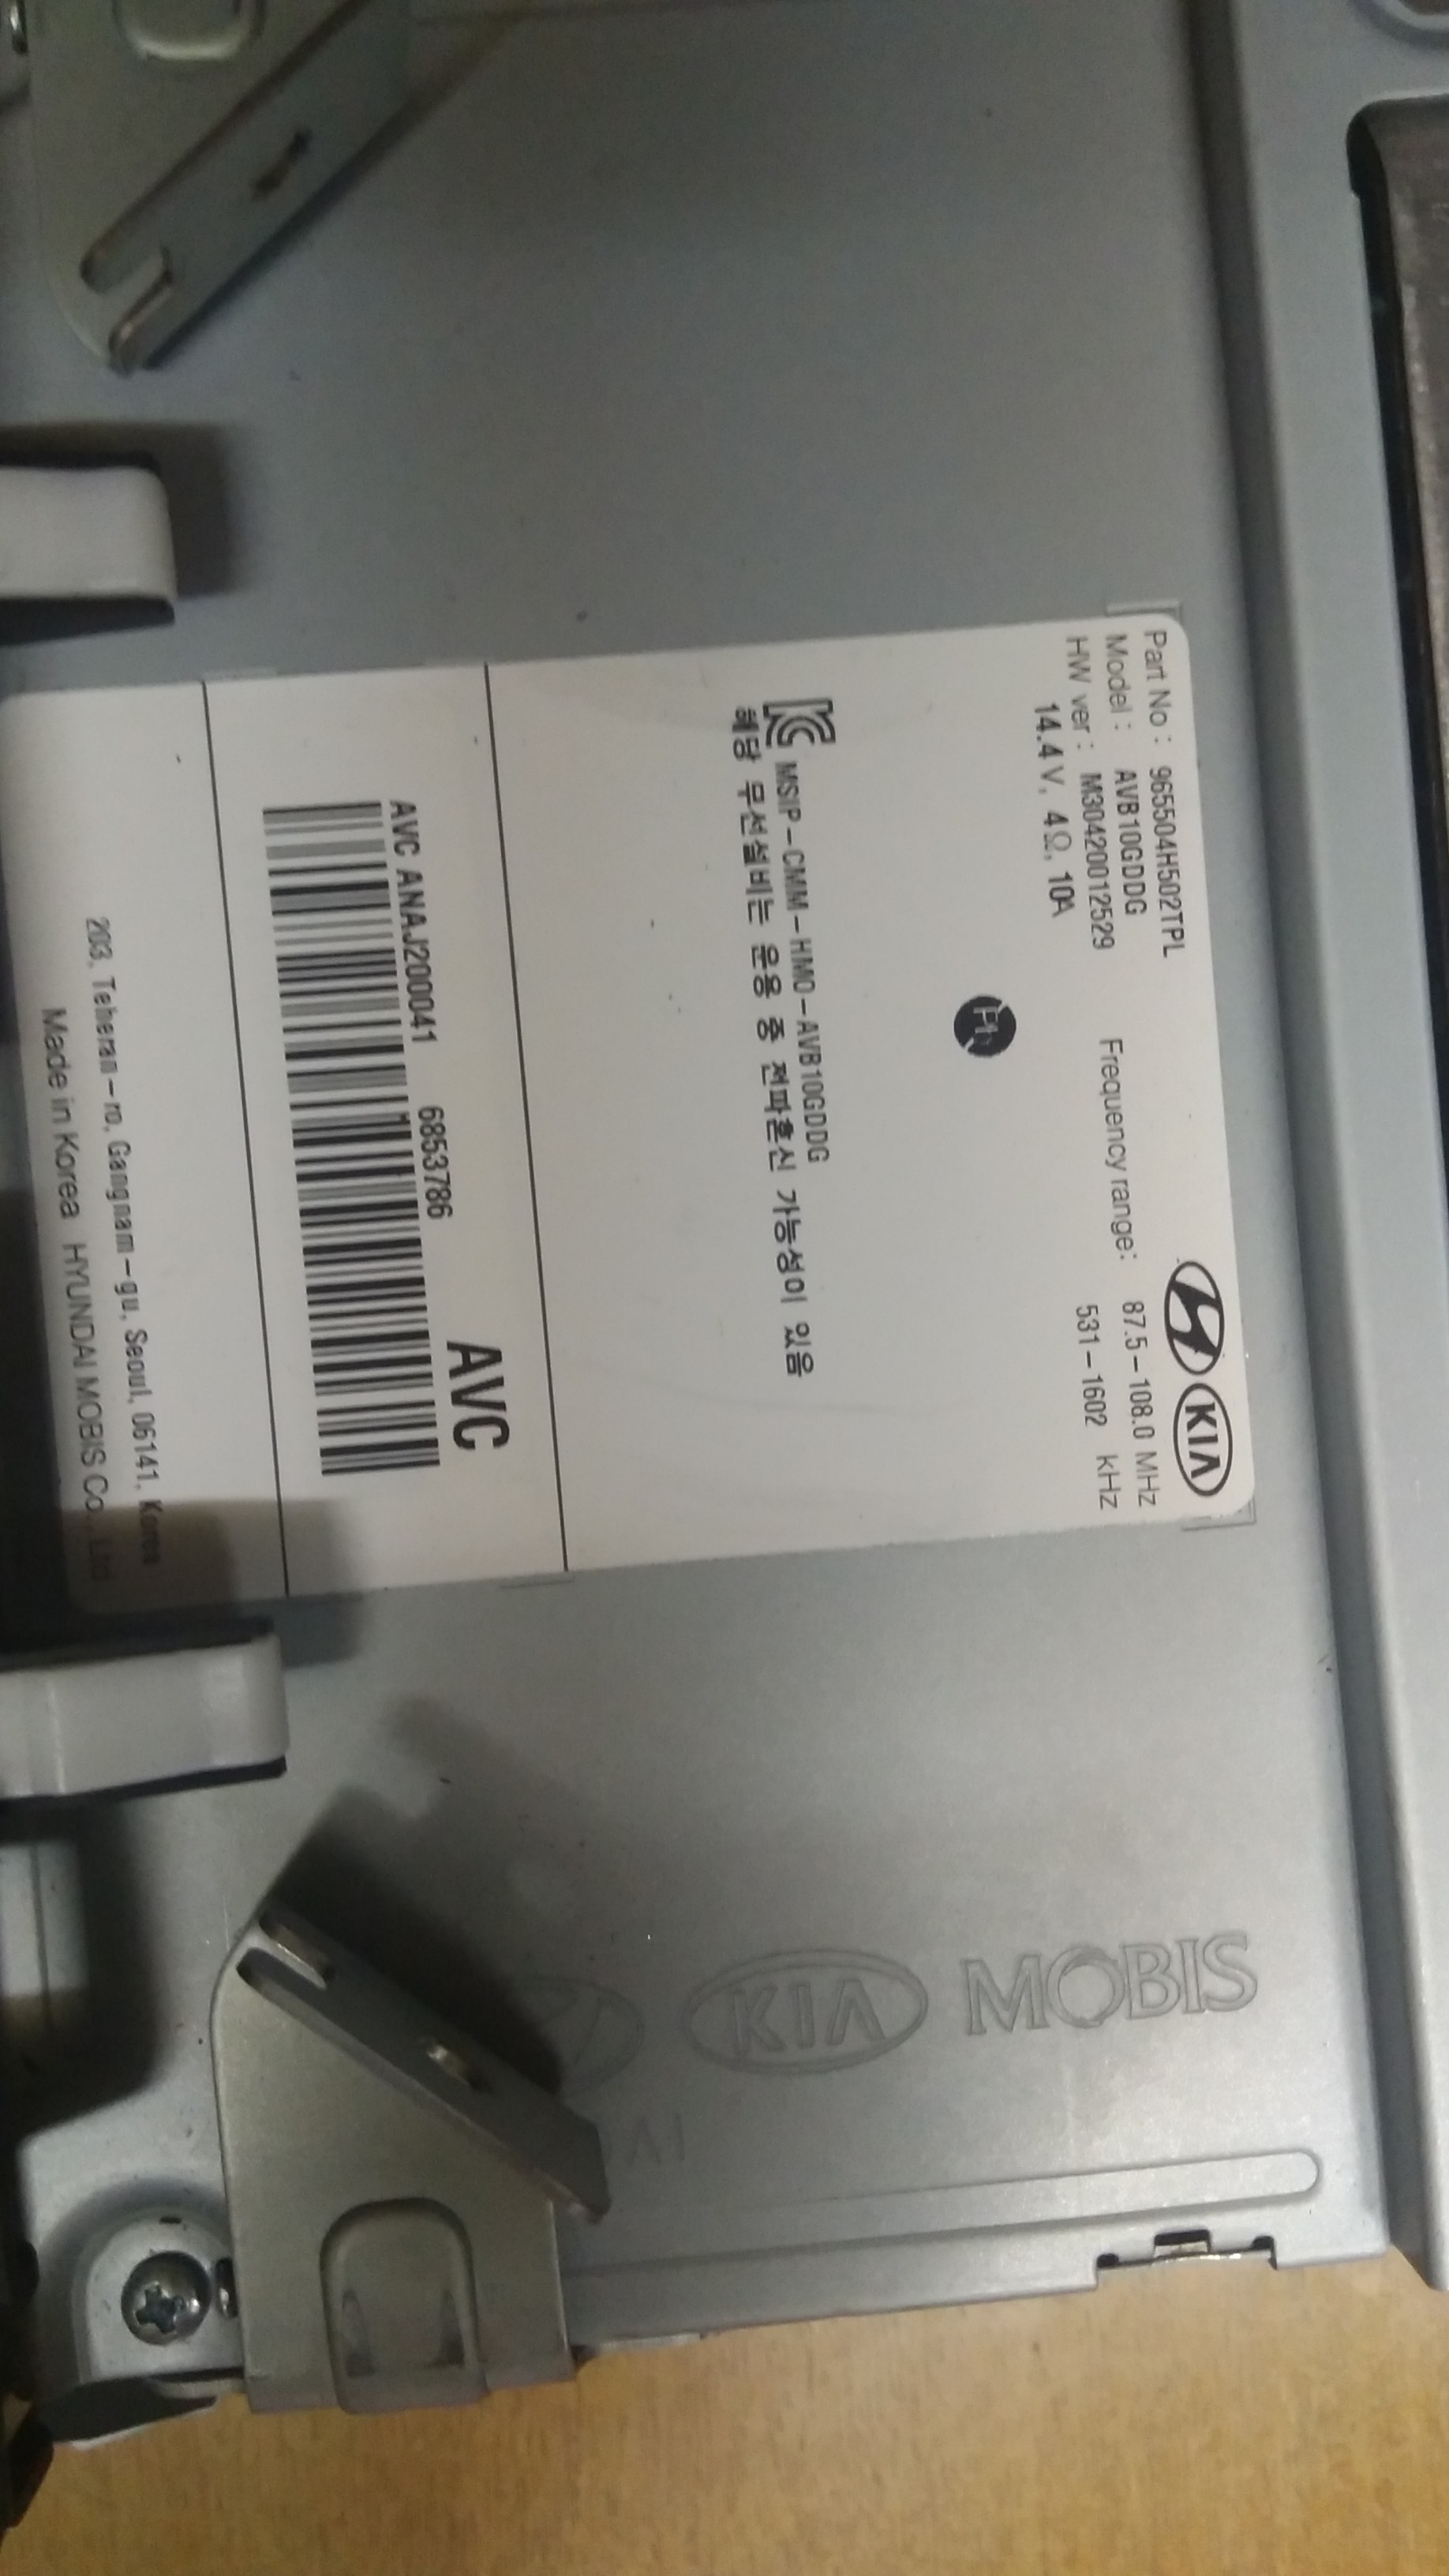 KIA
Part No : 965504H502TPL
Model : AVB10GDDG
HW ver : M30420012529
14.4 V, 4Ω, 10A
Frequency range: 87.5-108.0 MHz
531-1602 kHz
Pb
MSIP-CMM-HMO-AVB10GDDG
해당 무선설비는 운용 중 전파혼신 가능성이 있음
AVC
AVC ANAJ200041 6853786
203, Teheran-ro, Gangnam-gu, Seoul, 06141, Korea
Made in Korea HYUNDAI MOBIS Co., Ltd
KIA MOBIS